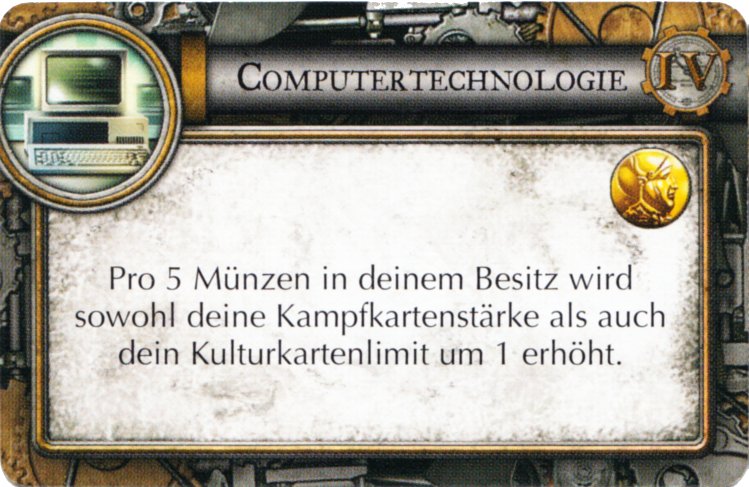 COMPUTERTECHNOLOGIE
IV
Pro 5 Münzen in deinem Besitz wird
sowohl deine Kampfkartenstärke als auch
dein Kulturkartenlimit um 1 erhöht.